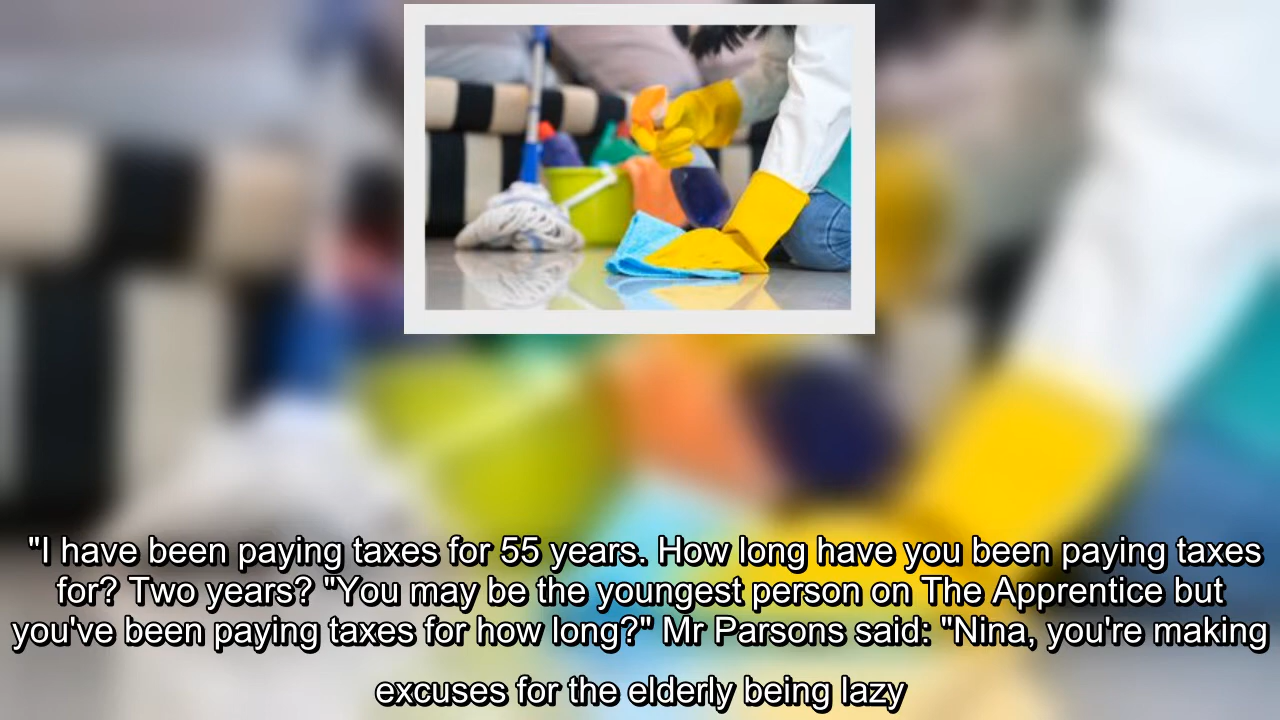 "I have been paying taxes for 55 years. How long have you been paying taxes
for? Two years? "You may be the youngest person on The Apprentice but
you've been paying taxes for how long?" Mr Parsons said: "Nina, you're making
excuses for the elderly being lazy